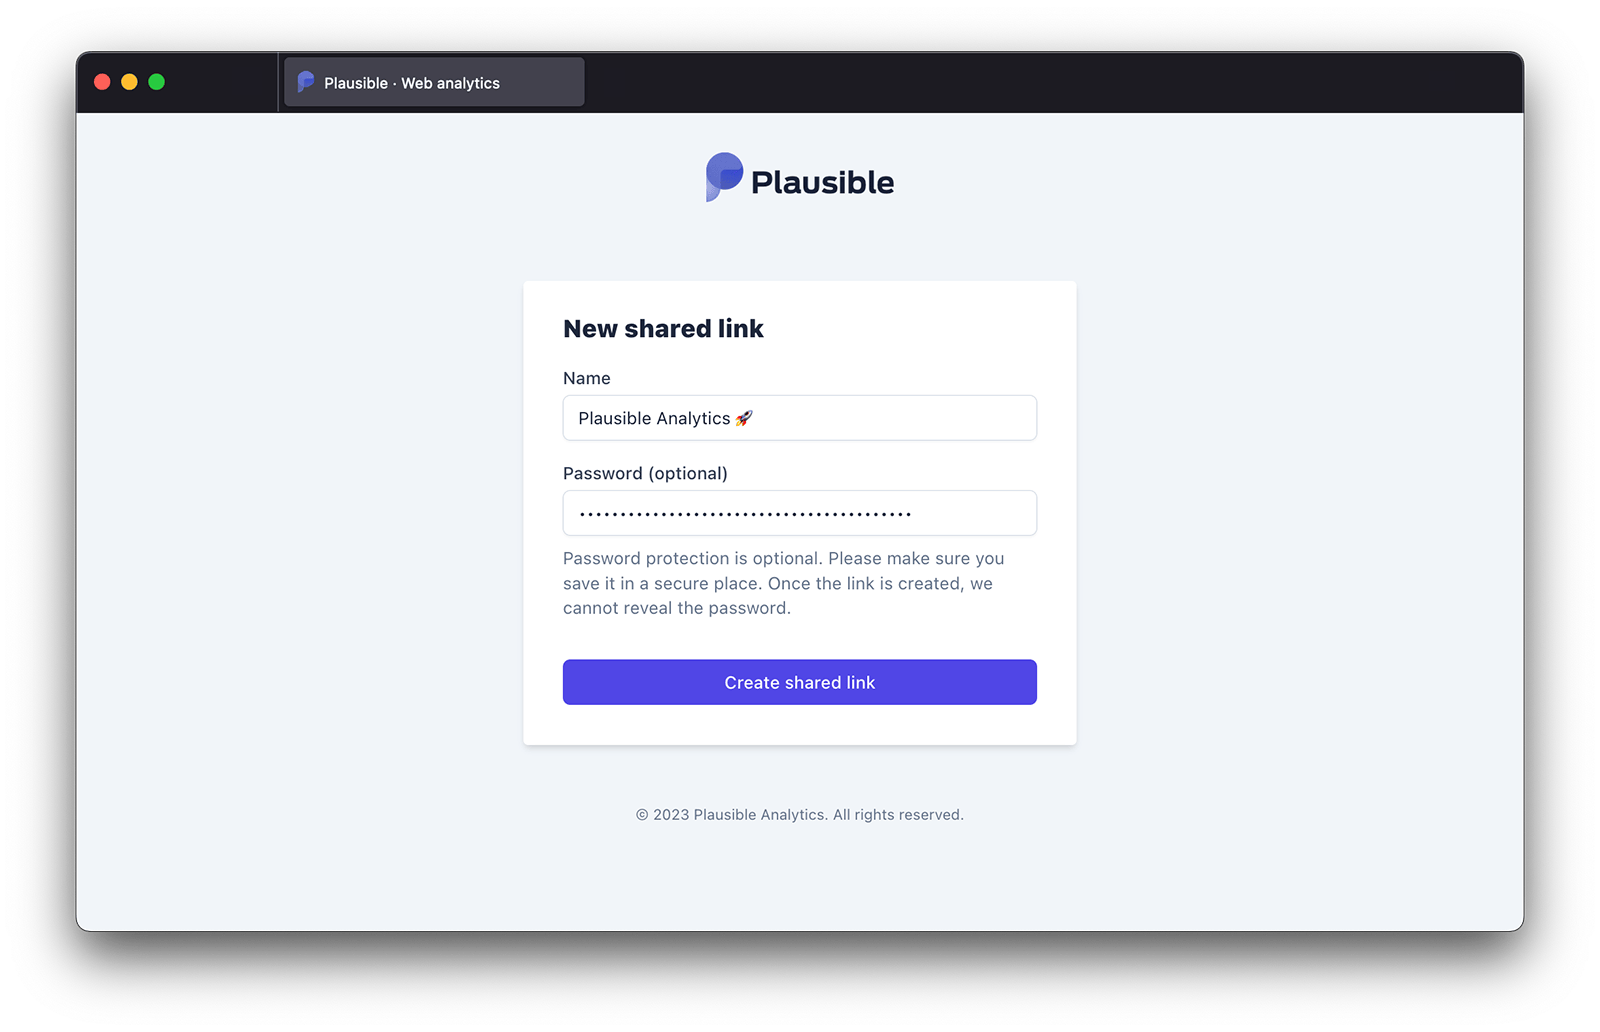 Plausible · Web analytics
Plausible
New shared link
Name
Plausible Analytics 🚀
Password (optional)
•••••••••••••••••••••••••••••••••••••••••
Password protection is optional. Please make sure you
save it in a secure place. Once the link is created, we
cannot reveal the password.
Create shared link
© 2023 Plausible Analytics. All rights reserved.